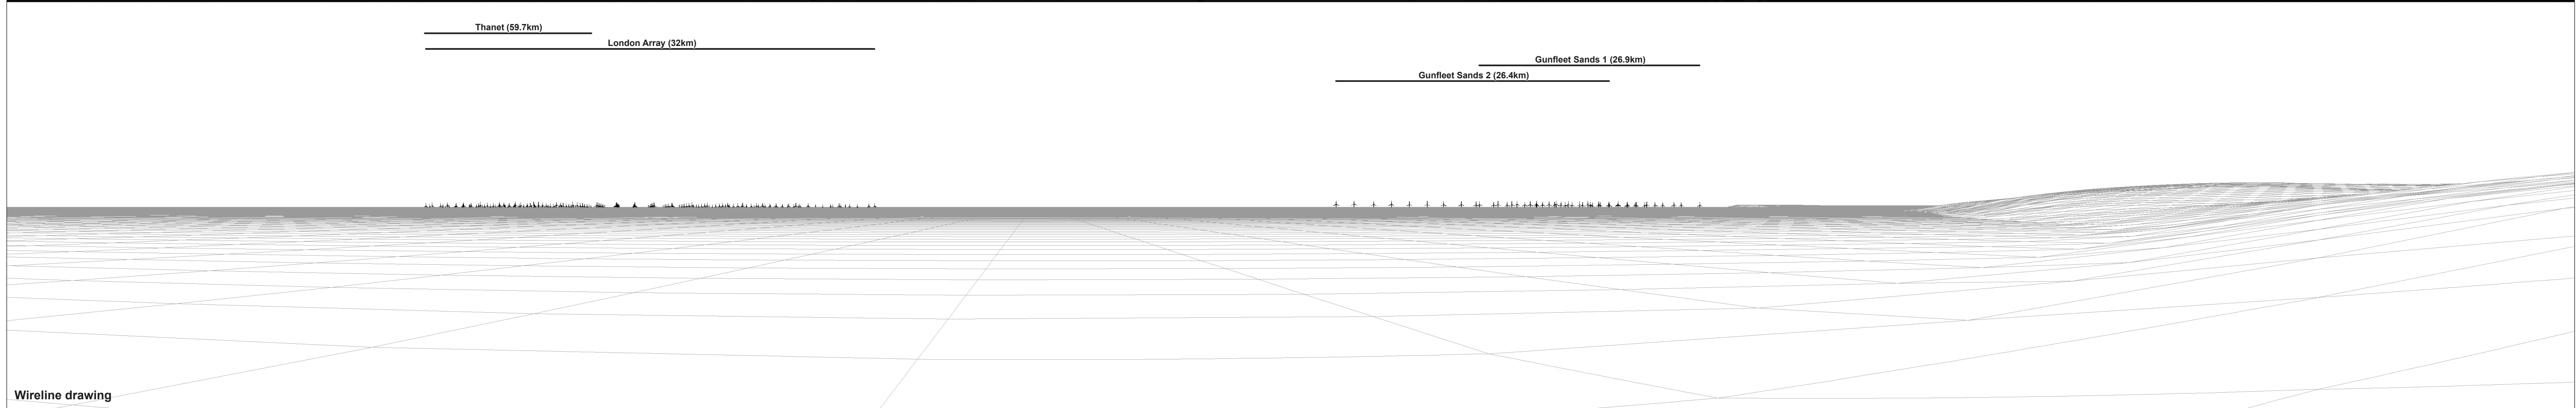 Thanet (59.7km)
London Array (32km)
Gunfleet Sands 1 (26.9km)
Gunfleet Sands 2 (26.4km)
Wireline drawing